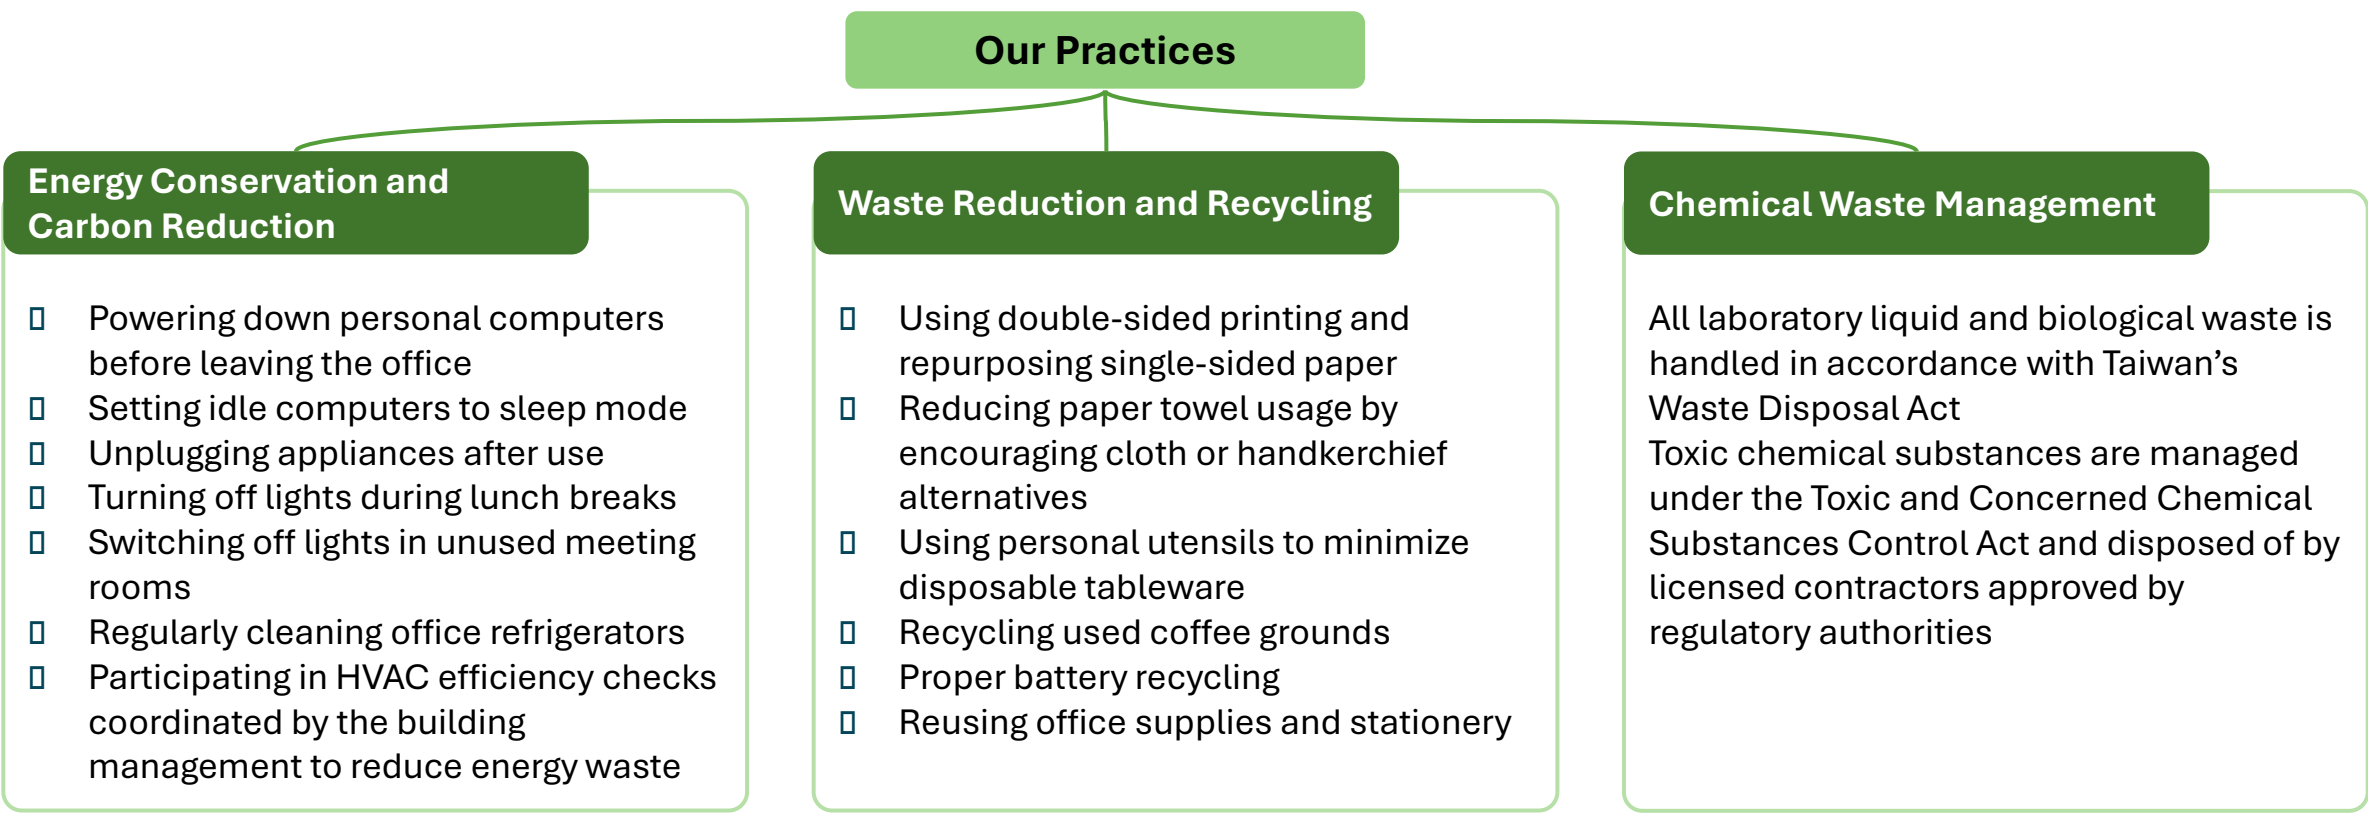 Our Practices
Energy Conservation and
Carbon Reduction
Powering down personal computers
before leaving the office
Setting idle computers to sleep mode
Unplugging appliances after use
Turning off lights during lunch breaks
Switching off lights in unused meeting
rooms
Regularly cleaning office refrigerators
Participating in HVAC efficiency checks
coordinated by the building
management to reduce energy waste
Waste Reduction and Recycling
Using double-sided printing and
repurposing single-sided paper
Reducing paper towel usage by
encouraging cloth or handkerchief
alternatives
Using personal utensils to minimize
disposable tableware
Recycling used coffee grounds
Proper battery recycling
Reusing office supplies and stationery
Chemical Waste Management
All laboratory liquid and biological waste is
handled in accordance with Taiwan’s
Waste Disposal Act
Toxic chemical substances are managed
under the Toxic and Concerned Chemical
Substances Control Act and disposed of by
licensed contractors approved by
regulatory authorities